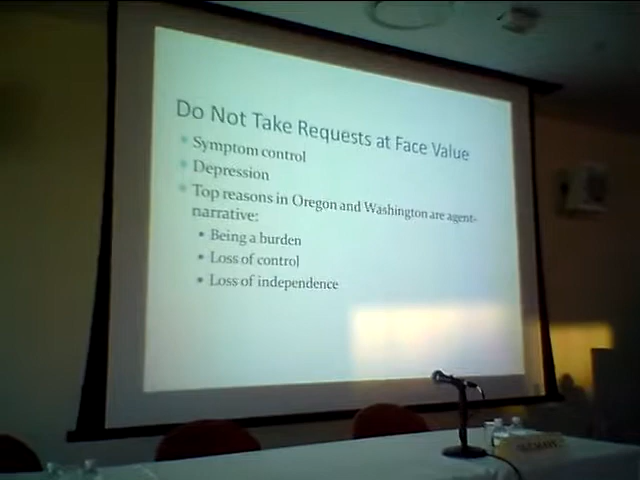 Do Not Take Requests at Face Value
Symptom control
Depression
Top reasons in Oregon and Washington are agent-
narrative:
Being a burden
Loss of control
Loss of independence